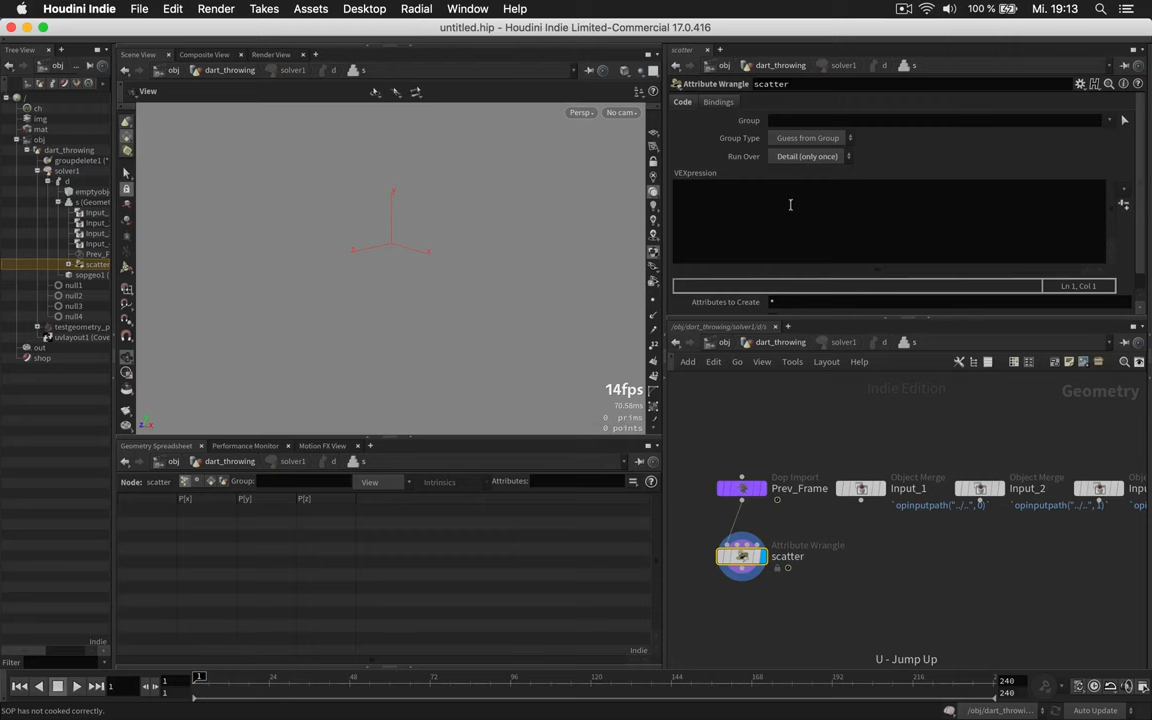 Houdini Indie File Edit Render Takes Assets Desktop Radial Window Help 100 % Mi. 19:13
untitled.hip - Houdini Indie Limited-Commercial 17.0.416
Tree View
obj ...
/
ch
img
mat
obj
dart_throwing
groupdelete1 (*
solver1
d
emptyobj
s (Geomet
Input_
Input_
Input_
Input_
Prev_F
scatter
sopgeo1 (
null1
null2
null3
null4
testgeometry_p
uvlayout1 (Cove
out
shop
Indie
Filter
Scene View Composite View Render View
obj dart_throwing solver1 d s
View
Persp No cam
14fps
70.58ms
0 prims
0 points
Geometry Spreadsheet Performance Monitor Motion FX View
obj dart_throwing solver1 d s
Node: scatter Group: View Intrinsics Attributes:
P[x] P[y] P[z]
Indie
scatter
obj dart_throwing solver1 d s
Attribute Wrangle scatter
Code Bindings
Group
Group Type Guess from Group
Run Over Detail (only once)
VEXpression
Ln 1, Col 1
Attributes to Create *
/obj/dart_throwing/solver1/d/s
obj dart_throwing solver1 d s
Add Edit Go View Tools Layout Help
Indie Edition Geometry
Dop Import
Prev_Frame
Object Merge
Input_1
`opinputpath("../..", 0)`
Object Merge
Input_2
`opinputpath("../..", 1)`
Obje
Attribute Wrangle
scatter
U - Jump Up
1 1 1 1 24 48 72 96 120 144 168 192 2 240 240
SOP has not cooked correctly.
/obj/dart_throwi... Auto Update